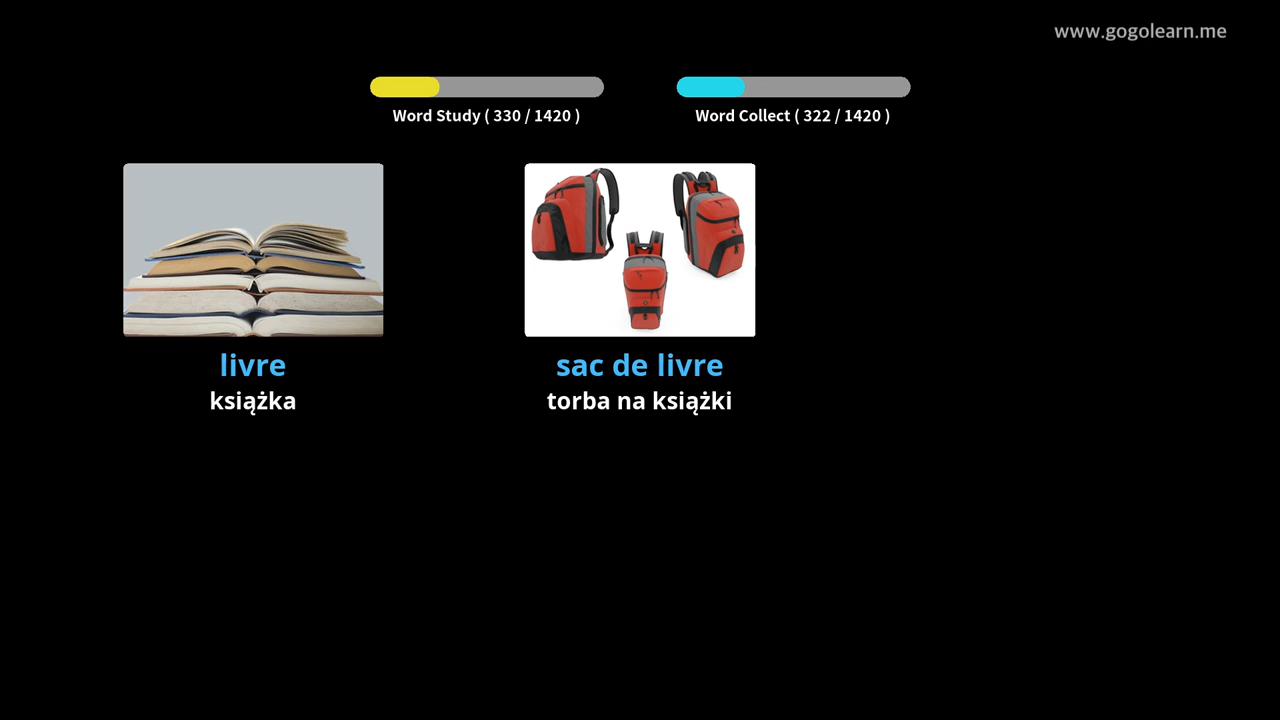 www.gogolearn.me
Word Study ( 330 / 1420 )
Word Collect ( 322 / 1420 )
livre
książka
sac de livre
torba na książki